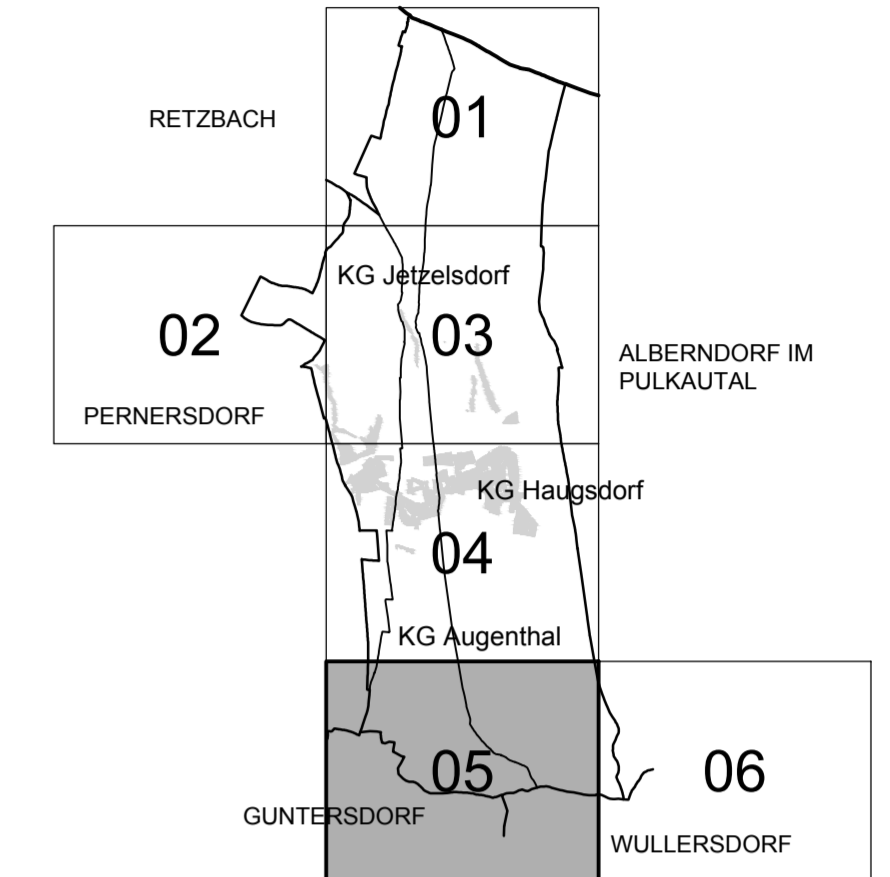 01
RETZBACH
KG Jetzelsdorf
02
03
ALBERNDORF IM
PULKAUTAL
PERNERSDORF
KG Haugsdorf
04
KG Augenthal
05
06
GUNTERSDORF
WULLERSDORF